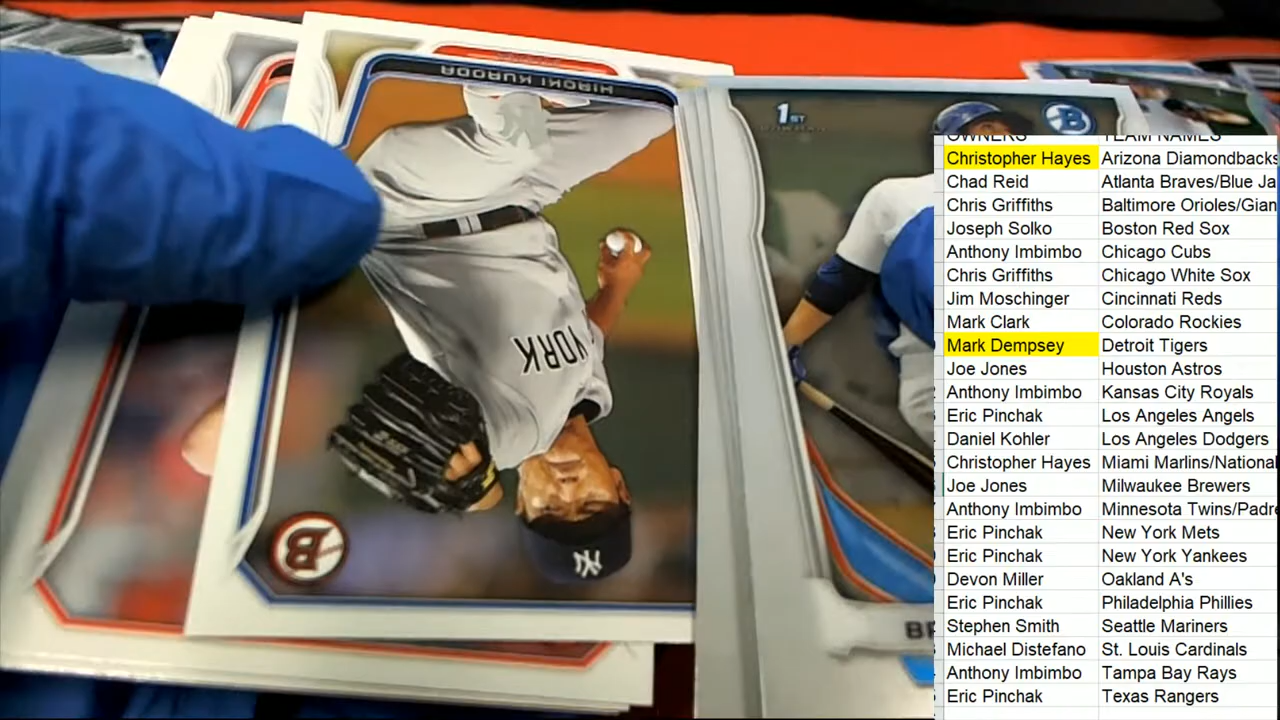 HIROKI KURODA
YORK
NY
B
1ST
BOWMAN
B
OWNERS TEAM NAMES
Christopher Hayes Arizona Diamondbacks
Chad Reid Atlanta Braves/Blue Ja
Chris Griffiths Baltimore Orioles/Gian
Joseph Solko Boston Red Sox
Anthony Imbimbo Chicago Cubs
Chris Griffiths Chicago White Sox
Jim Moschinger Cincinnati Reds
Mark Clark Colorado Rockies
Mark Dempsey Detroit Tigers
Joe Jones Houston Astros
Anthony Imbimbo Kansas City Royals
Eric Pinchak Los Angeles Angels
Daniel Kohler Los Angeles Dodgers
Christopher Hayes Miami Marlins/National
Joe Jones Milwaukee Brewers
Anthony Imbimbo Minnesota Twins/Padre
Eric Pinchak New York Mets
Eric Pinchak New York Yankees
Devon Miller Oakland A's
Eric Pinchak Philadelphia Phillies
Stephen Smith Seattle Mariners
Michael Distefano St. Louis Cardinals
Anthony Imbimbo Tampa Bay Rays
Eric Pinchak Texas Rangers